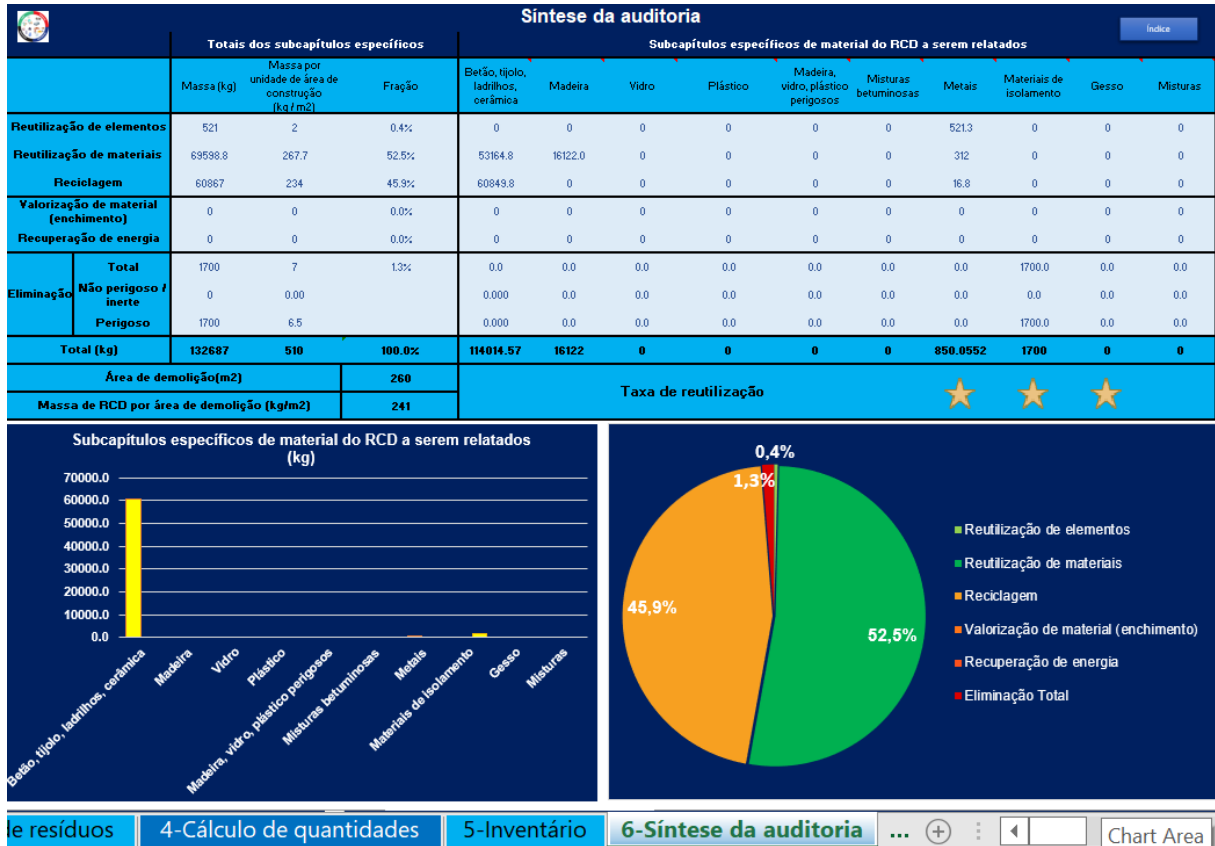 Síntese da auditoria
Índice
Totais dos subcapítulos específicos
Subcapítulos específicos de material do RCD a serem relatados
Massa (kg)
Massa por
unidade de área de
construção
(kg / m2)
Fração
Betão, tijolo,
ladrilhos,
cerâmica
Madeira
Vidro
Plástico
Madeira,
vidro, plástico
perigosos
Misturas
betuminosas
Metais
Materiais de
isolamento
Gesso
Misturas
Reutilização de elementos 521 2 0.4% 0 0 0 0 0 0 521.3 0 0 0
Reutilização de materiais 69598.8 267.7 52.5% 53164.8 16122.0 0 0 0 0 312 0 0 0
Reciclagem 60867 234 45.9% 60849.8 0 0 0 0 0 16.8 0 0 0
Valorização de material
(enchimento)
0 0 0.0% 0 0 0 0 0 0 0 0 0 0
Recuperação de energia 0 0 0.0% 0 0 0 0 0 0 0 0 0 0
Eliminação
Total 1700 7 1.3% 0.0 0.0 0.0 0.0 0.0 0.0 0.0 1700.0 0.0 0.0
Não perigoso /
inerte
0 0.00 0.000 0.0 0.0 0.0 0.0 0.0 0.0 0.0 0.0 0.0
Perigoso 1700 6.5 0.000 0.0 0.0 0.0 0.0 0.0 0.0 1700.0 0.0 0.0
Total (kg) 132687 510 100.0% 114014.57 16122 0 0 0 0 850.0552 1700 0 0
Área de demolição(m2) 260
Massa de RCD por área de demolição (kg/m2) 241
Taxa de reutilização
Subcapitulos específicos de material do RCD a serem relatados
(kg)
70000.0
60000.0
50000.0
40000.0
30000.0
20000.0
10000.0
0.0
Betão, tijolo, ladrilhos, cerâmica
Madeira
Vidro
Plástico
Madeira, vidro, plástico perigosos
Misturas betuminosas
Metais
Materiais de isolamento
Gesso
Misturas
0,4%
1,3%
45,9%
52,5%
Reutilização de elementos
Reutilização de materiais
Reciclagem
Valorização de material (enchimento)
Recuperação de energia
Eliminação Total
de resíduos
4-Cálculo de quantidades
5-Inventário
6-Síntese da auditoria
...
Chart Area